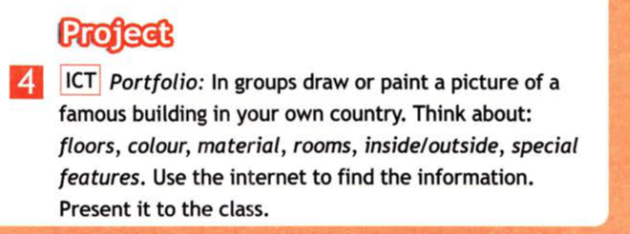 Project
4 ICT Portfolio: In groups draw or paint a picture of a
famous building in your own country. Think about:
floors, colour, material, rooms, inside/outside, special
features. Use the internet to find the information.
Present it to the class.